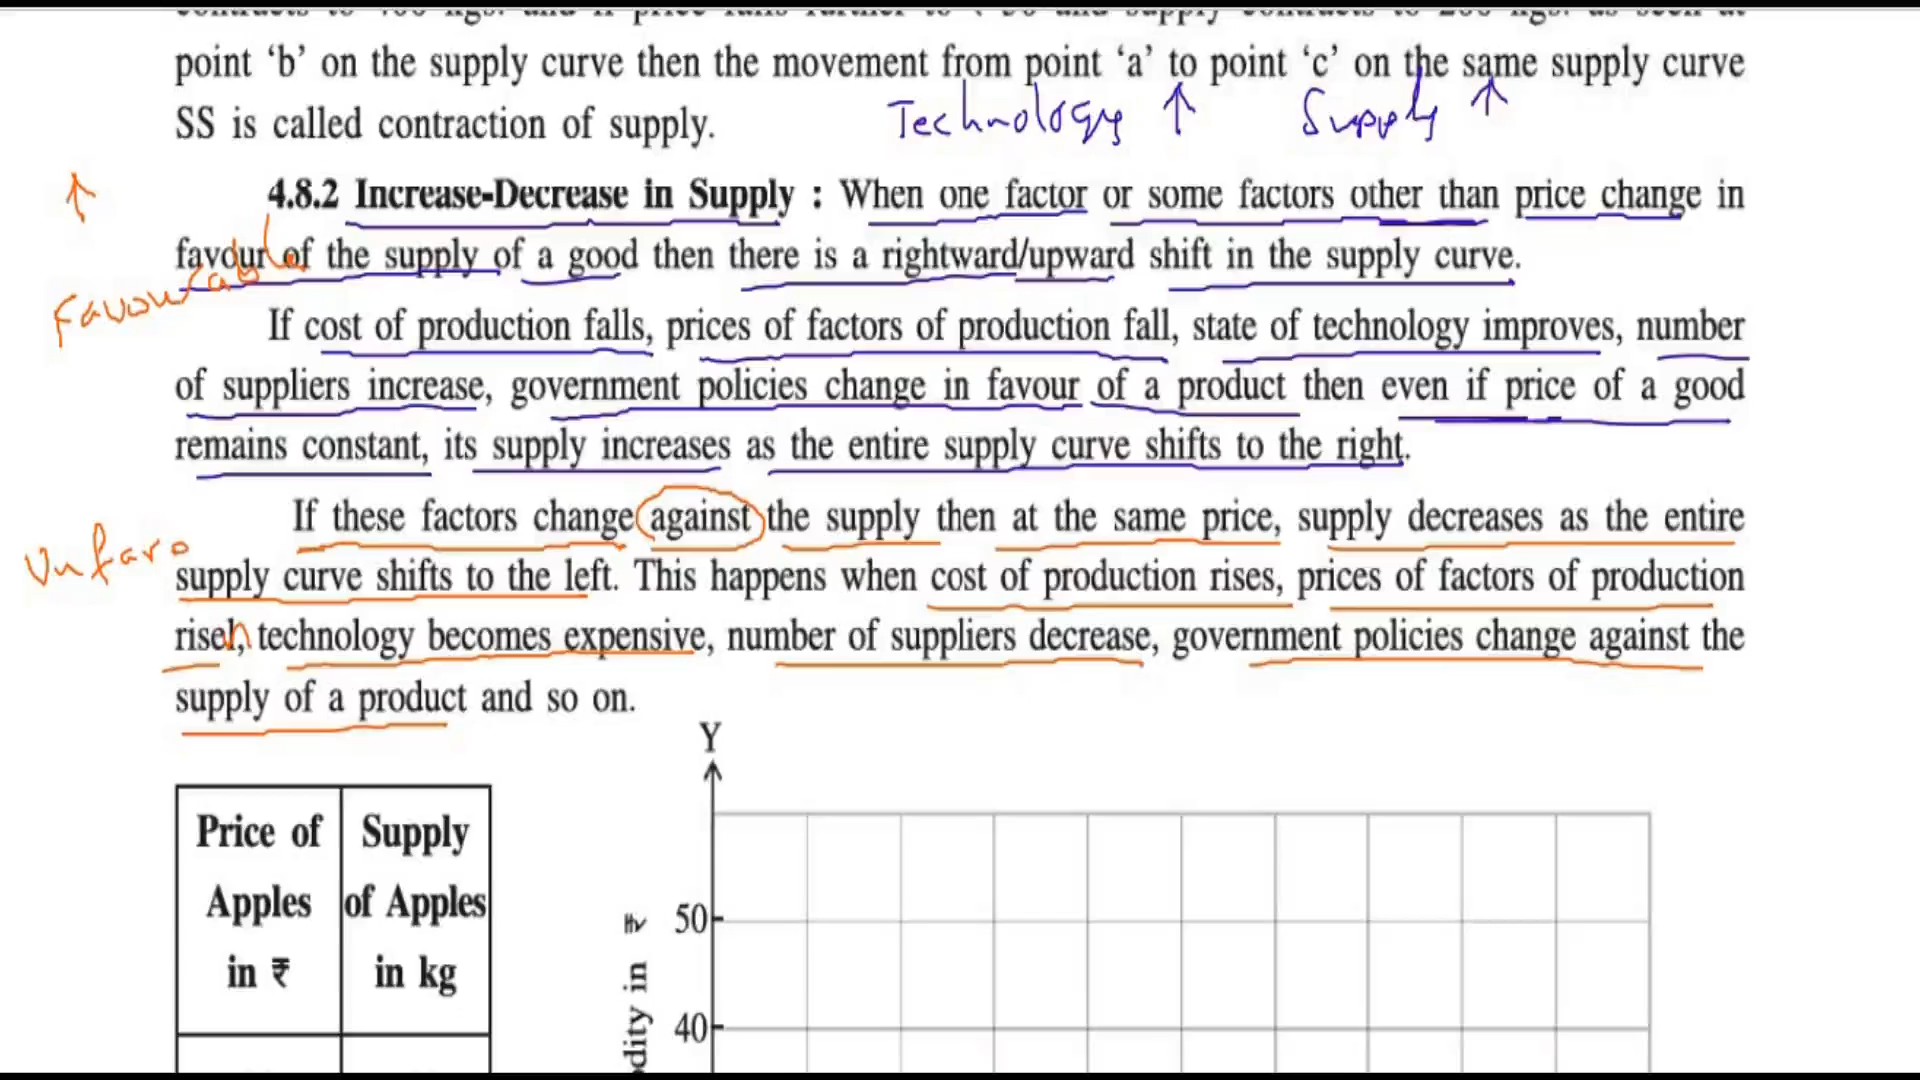 point ‘b’ on the supply curve then the movement from point ‘a’ to point ‘c’ on the same supply curve
SS is called contraction of supply.
Technology ↑ Supply ↑
↑
4.8.2 Increase-Decrease in Supply : When one factor or some factors other than price change in
favour of the supply of a good then there is a rightward/upward shift in the supply curve.
Favourable
If cost of production falls, prices of factors of production fall, state of technology improves, number
of suppliers increase, government policies change in favour of a product then even if price of a good
remains constant, its supply increases as the entire supply curve shifts to the right.
If these factors change against the supply then at the same price, supply decreases as the entire
Unfavo
supply curve shifts to the left. This happens when cost of production rises, prices of factors of production
rise, technology becomes expensive, number of suppliers decrease, government policies change against the
supply of a product and so on.
Y
Price of
Apples
in ₹
Supply
of Apples
in kg
50
40
in ₹